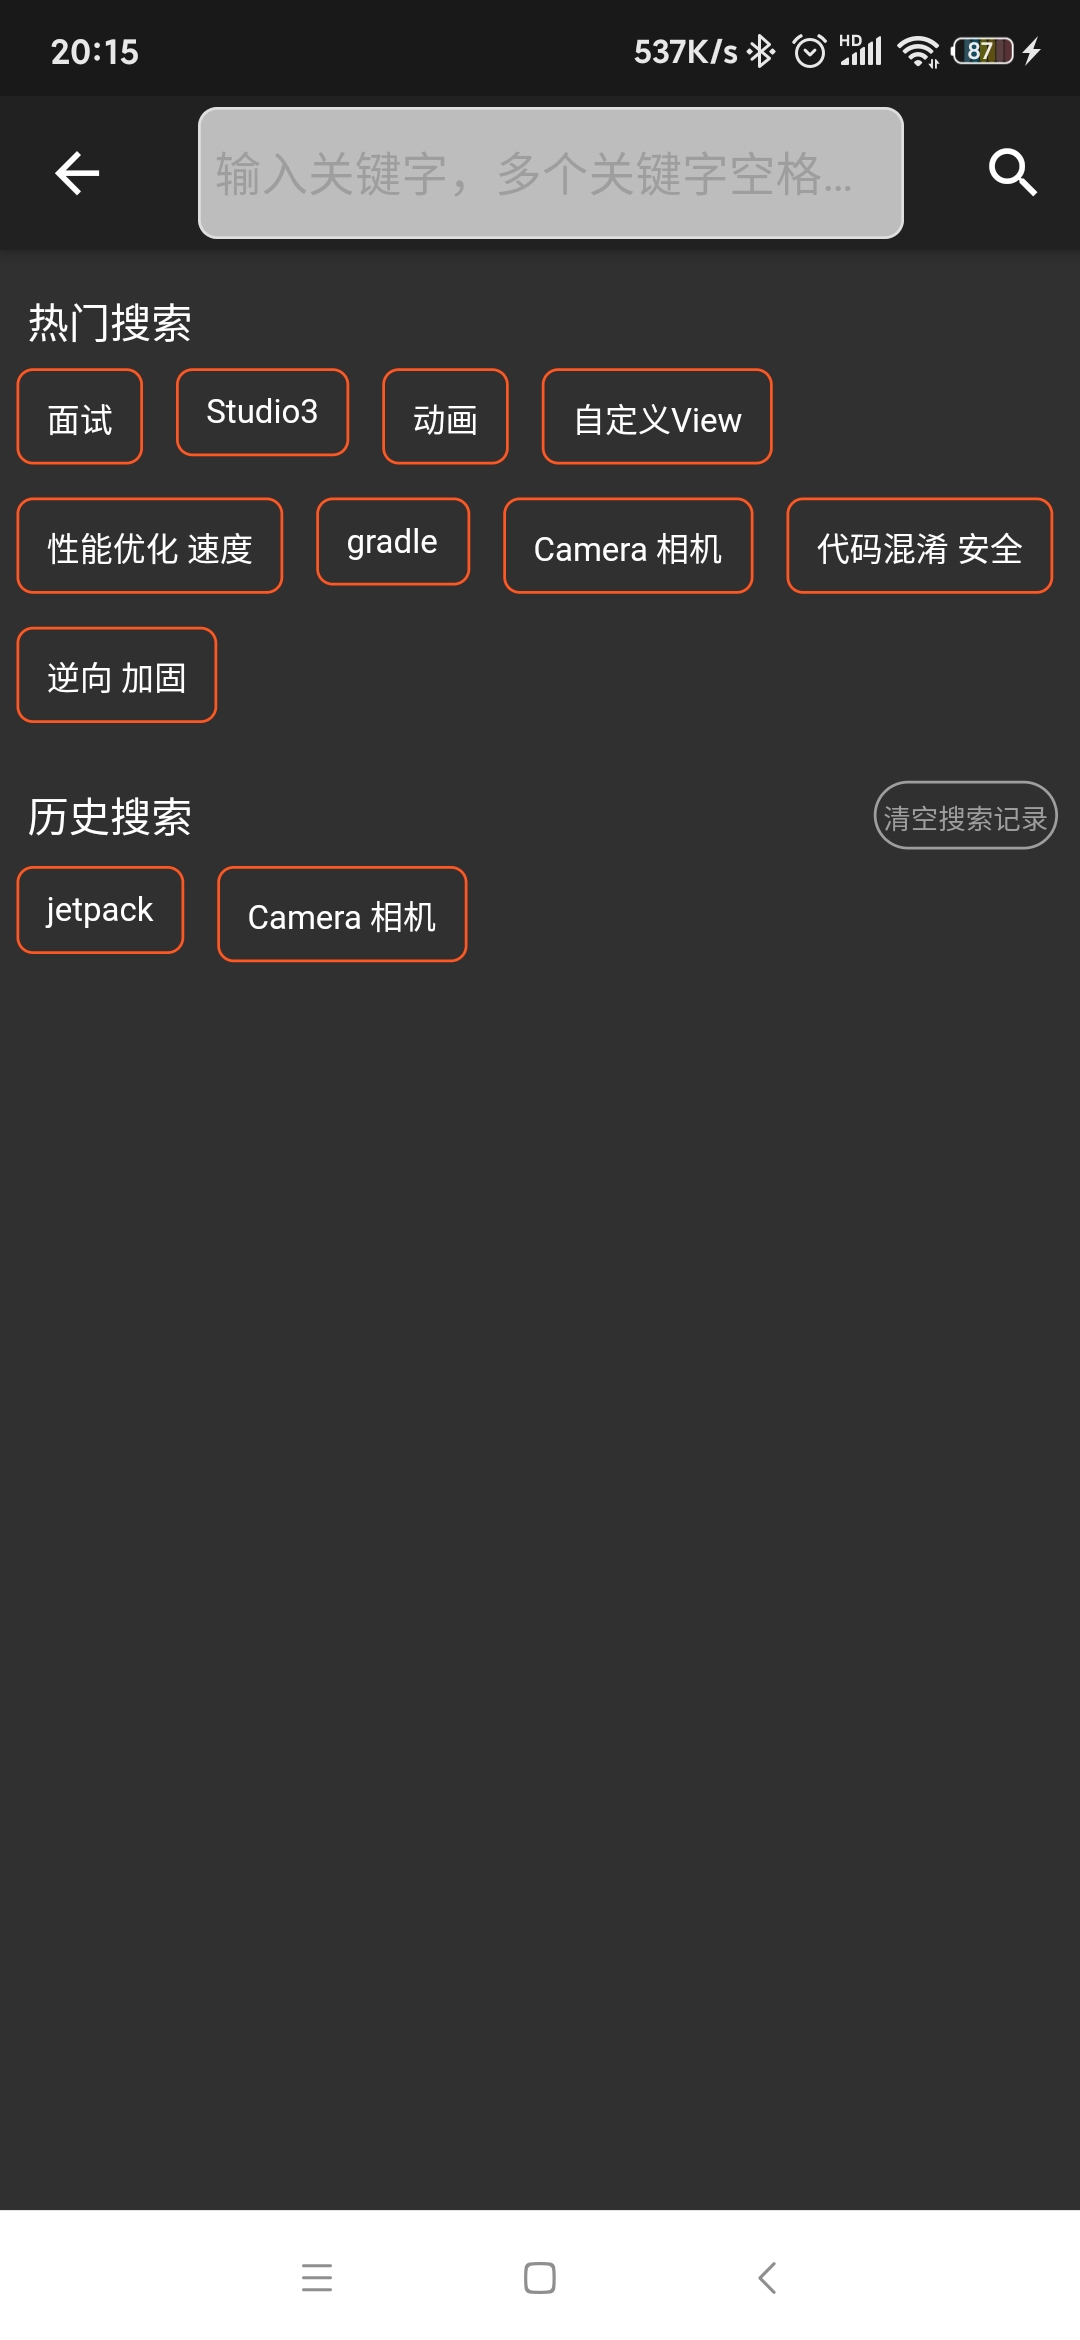 20:15 537K/s HD 87
输入关键字，多个关键字空格...
热门搜索
面试 Studio3 动画 自定义View
性能优化 速度 gradle Camera 相机 代码混淆 安全
逆向 加固
历史搜索 清空搜索记录
jetpack Camera 相机